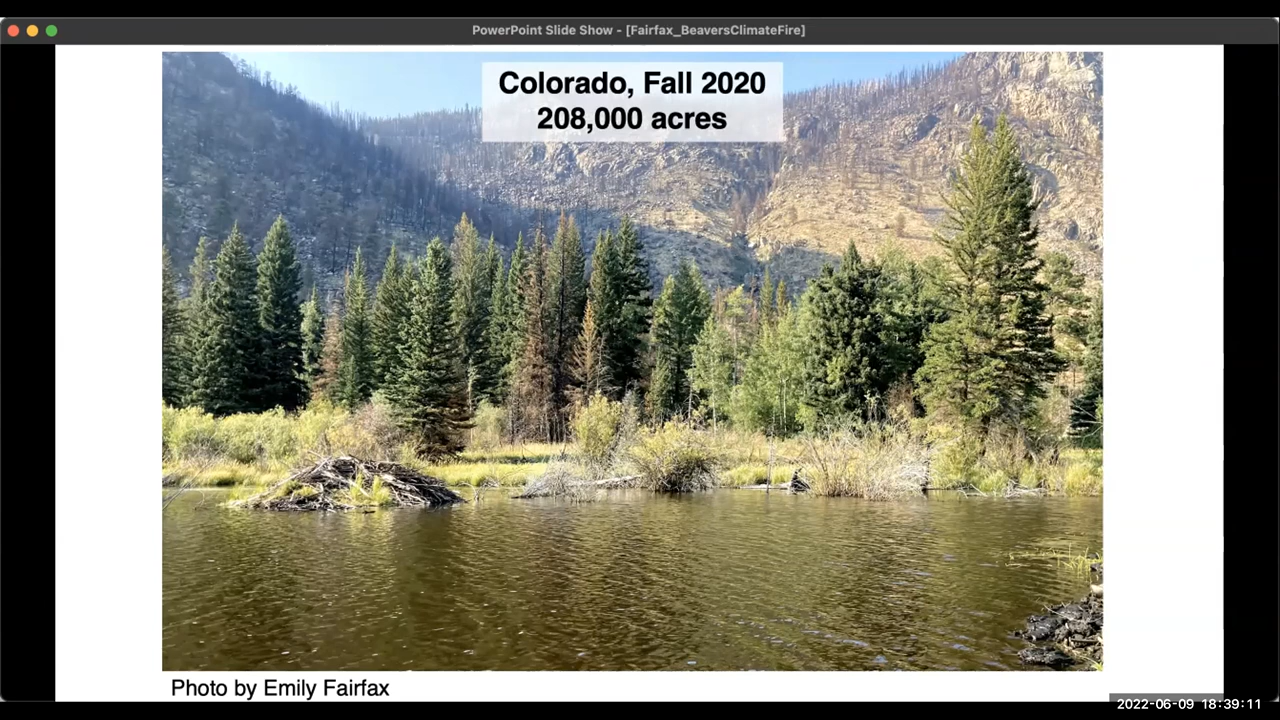 PowerPoint Slide Show - [Fairfax_BeaversClimateFire]
Colorado, Fall 2020
208,000 acres
Photo by Emily Fairfax
2022-06-09 18:39:11